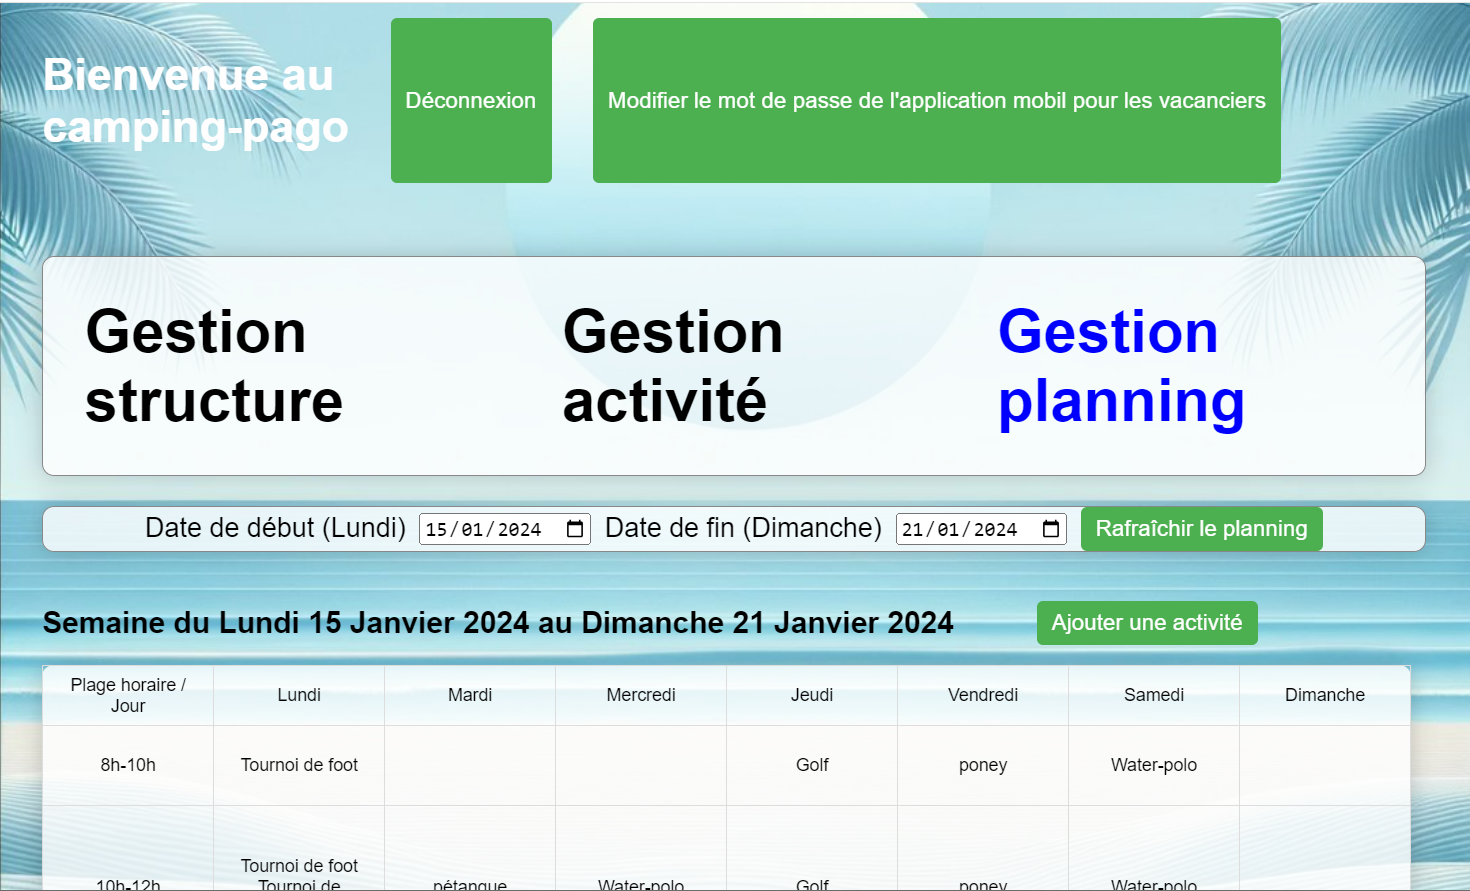 Bienvenue au
camping-pago
Déconnexion
Modifier le mot de passe de l'application mobil pour les vacanciers
Gestion
structure
Gestion
activité
Gestion
planning
Date de début (Lundi) 15/01/2024 Date de fin (Dimanche) 21/01/2024 Rafraîchir le planning
Semaine du Lundi 15 Janvier 2024 au Dimanche 21 Janvier 2024 Ajouter une activité
Plage horaire /
Jour
Lundi Mardi Mercredi Jeudi Vendredi Samedi Dimanche
8h-10h Tournoi de foot Golf poney Water-polo
Tournoi de foot
10h-12h Tournoi de pétanque Water-polo Golf poney Water-polo